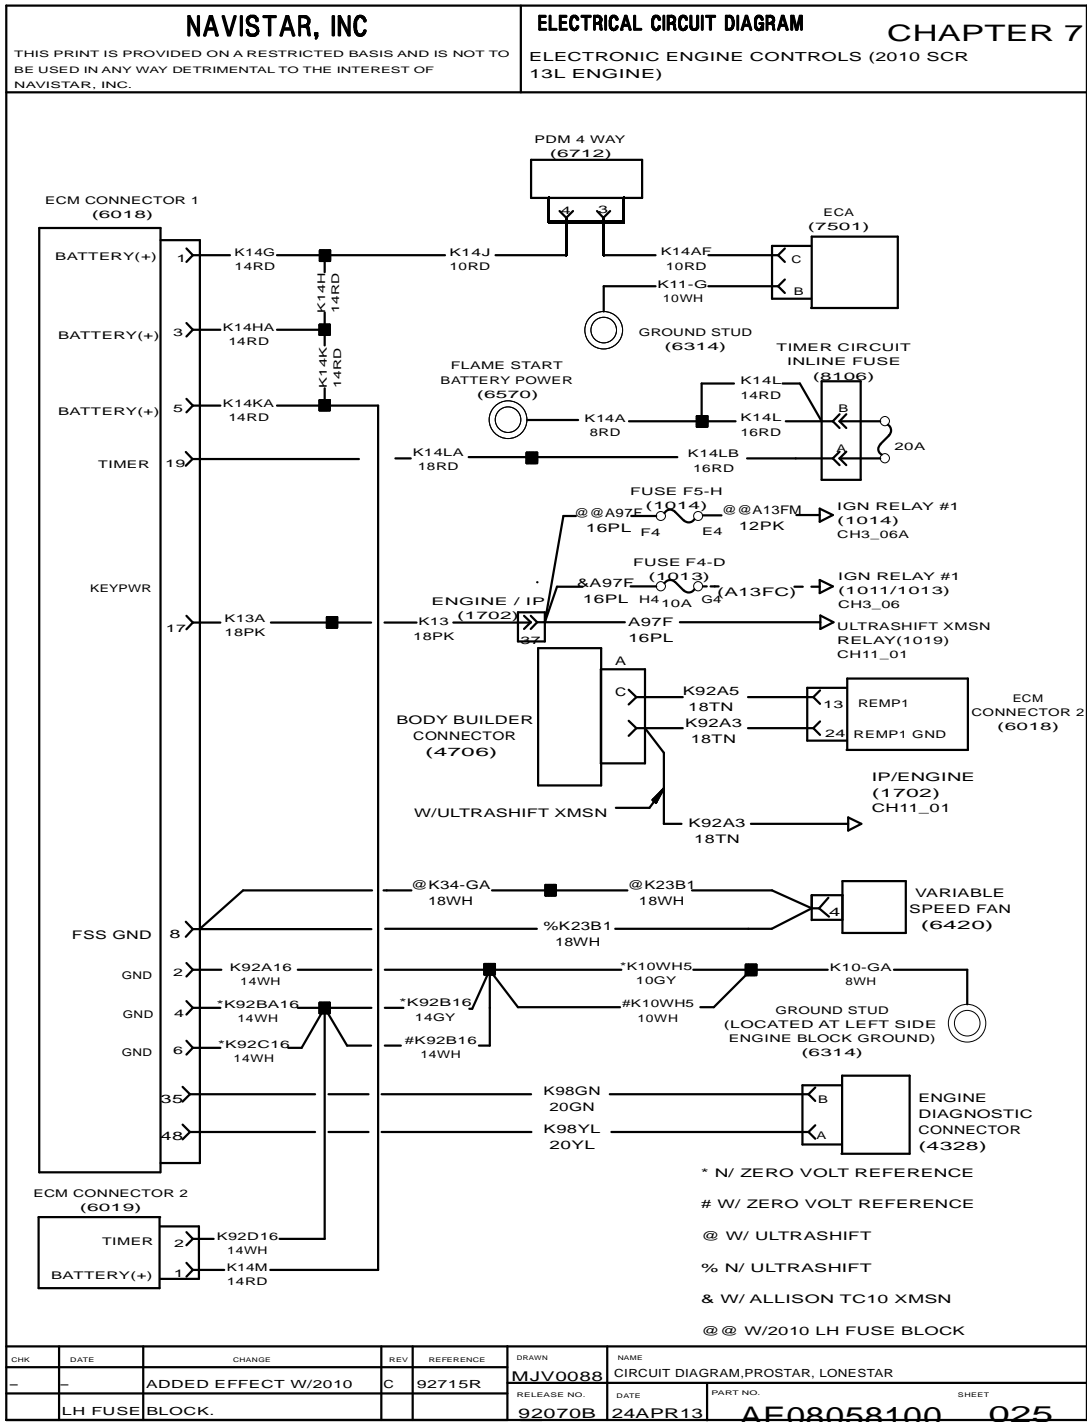 NAVISTAR, INC
THIS PRINT IS PROVIDED ON A RESTRICTED BASIS AND IS NOT TO
BE USED IN ANY WAY DETRIMENTAL TO THE INTEREST OF
NAVISTAR, INC.
ELECTRICAL CIRCUIT DIAGRAM
CHAPTER 7
ELECTRONIC ENGINE CONTROLS (2010 SCR
13L ENGINE)
PDM 4 WAY
(6712)
4 3
ECM CONNECTOR 1
(6018)
ECA
(7501)
BATTERY(+) 1
K14G
14RD
K14J
10RD
K14AF
10RD
C
K14H
14RD
K11-G
10WH
B
BATTERY(+) 3
K14HA
14RD
GROUND STUD
(6314)
K14K
14RD
TIMER CIRCUIT
INLINE FUSE
(8106)
FLAME START
BATTERY POWER
(6570)
K14L
14RD
BATTERY(+) 5
K14KA
14RD
K14A
8RD
K14L
16RD
B
20A
TIMER 19
K14LA
18RD
K14LB
16RD
A
FUSE F5-H
(1014)
@@A97F
16PL
F4 E4
@@A13FM
12PK
IGN RELAY #1
(1014)
CH3_06A
FUSE F4-D
(1013)
&A97F
16PL
H4 10A G4
(A13FC)
IGN RELAY #1
(1011/1013)
CH3_06
KEYPWR
17
K13A
18PK
K13
18PK
ENGINE / IP
(1702)
37
A97F
16PL
ULTRASHIFT XMSN
RELAY(1019)
CH11_01
A
C
BODY BUILDER
CONNECTOR
(4706)
K92A5
18TN
13 REMP1
K92A3
18TN
24 REMP1 GND
ECM
CONNECTOR 2
(6018)
W/ULTRASHIFT XMSN
K92A3
18TN
IP/ENGINE
(1702)
CH11_01
@K34-GA
18WH
@K23B1
18WH
%K23B1
18WH
4
VARIABLE
SPEED FAN
(6420)
FSS GND 8
GND 2
K92A16
14WH
*K10WH5
10GY
K10-GA
8WH
GND 4
*K92BA16
14WH
*K92B16
14GY
#K10WH5
10WH
GROUND STUD
(LOCATED AT LEFT SIDE
ENGINE BLOCK GROUND)
(6314)
GND 6
*K92C16
14WH
#K92B16
14WH
35
K98GN
20GN
B
48
K98YL
20YL
A
ENGINE
DIAGNOSTIC
CONNECTOR
(4328)
* N/ ZERO VOLT REFERENCE
# W/ ZERO VOLT REFERENCE
@ W/ ULTRASHIFT
% N/ ULTRASHIFT
& W/ ALLISON TC10 XMSN
@@ W/2010 LH FUSE BLOCK
ECM CONNECTOR 2
(6019)
TIMER 2
K92D16
14WH
BATTERY(+) 1
K14M
14RD
CHK DATE CHANGE REV REFERENCE
- - ADDED EFFECT W/2010 C 92715R
LH FUSE BLOCK.
DRAWN
MJV0088
NAME
CIRCUIT DIAGRAM,PROSTAR, LONESTAR
RELEASE NO.
92070B
DATE
24APR13
PART NO.
AE08058100
SHEET
025